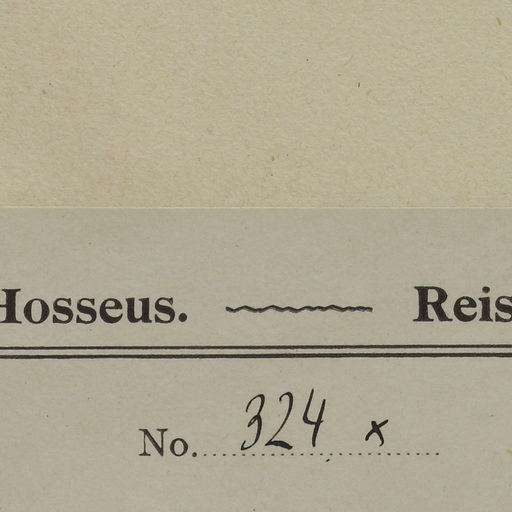 Hosseus. Reis
No. 324 x